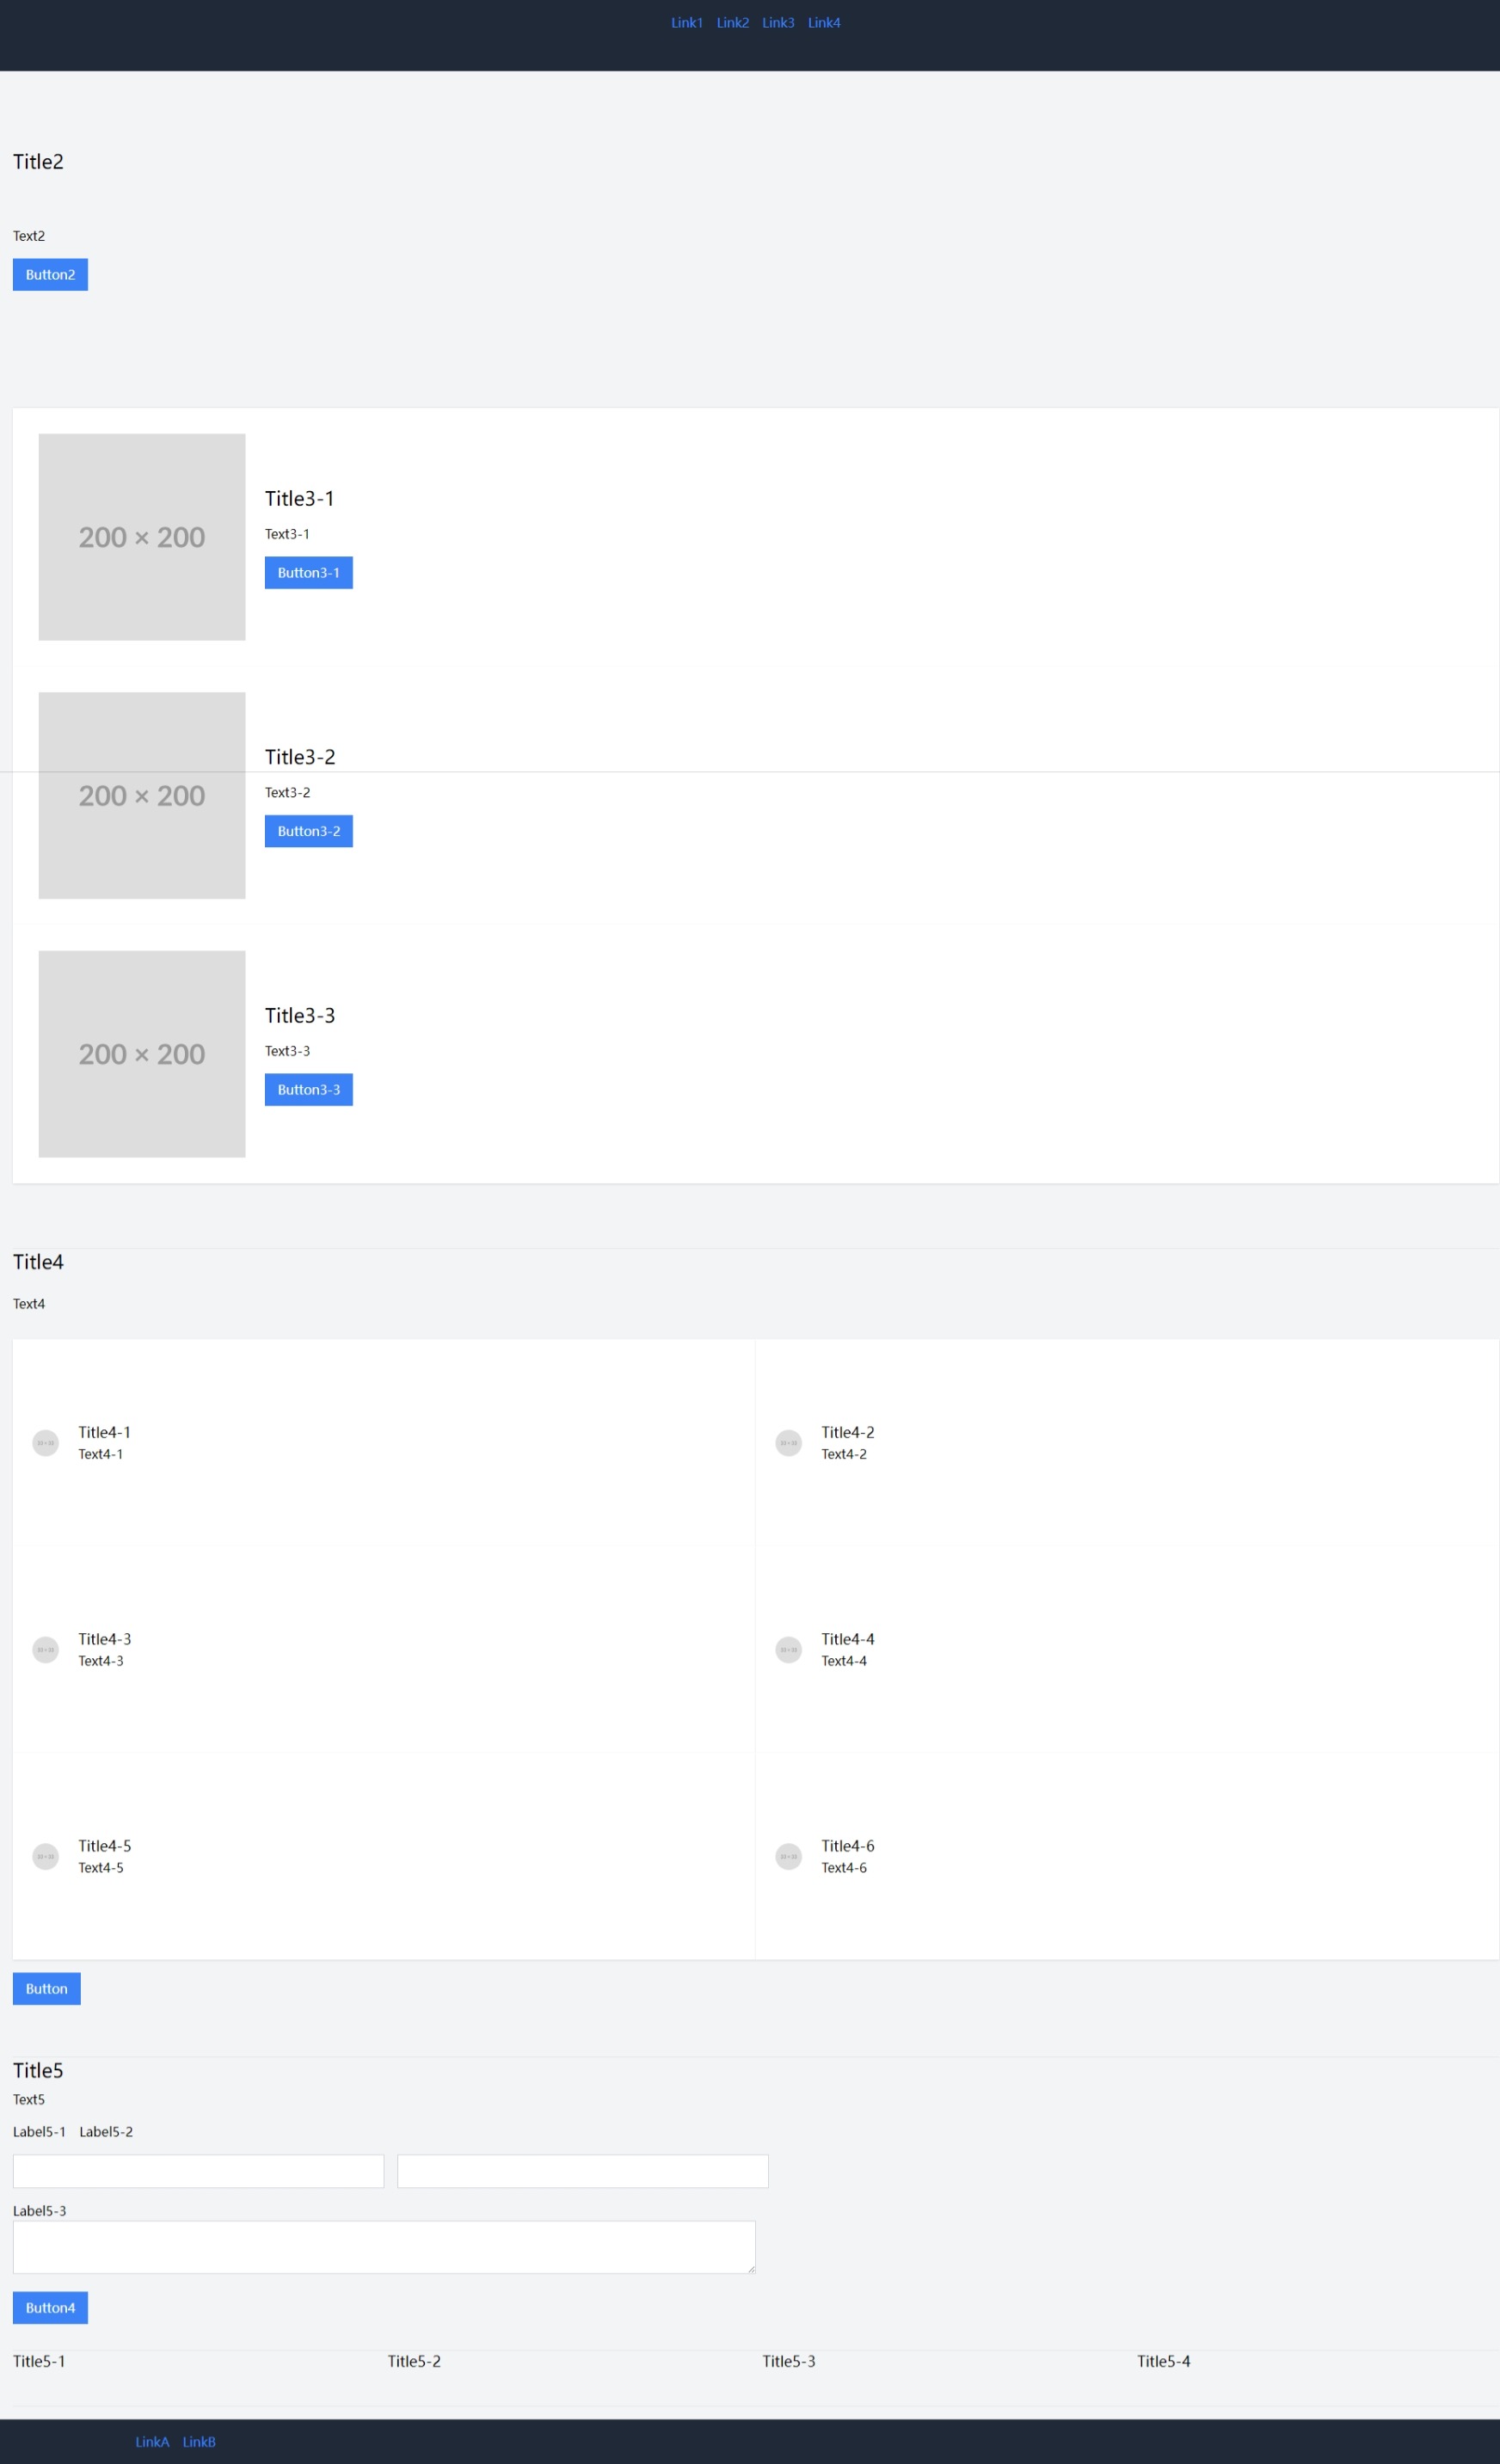 Link1 Link2 Link3 Link4
Title2
Text2
Button2
200 × 200
Title3-1
Text3-1
Button3-1
200 × 200
Title3-2
Text3-2
Button3-2
200 × 200
Title3-3
Text3-3
Button3-3
Title4
Text4
Title4-1
Text4-1
Title4-2
Text4-2
Title4-3
Text4-3
Title4-4
Text4-4
Title4-5
Text4-5
Title4-6
Text4-6
Button
Title5
Text5
Label5-1 Label5-2
Label5-3
Button4
Title5-1 Title5-2 Title5-3 Title5-4
LinkA LinkB